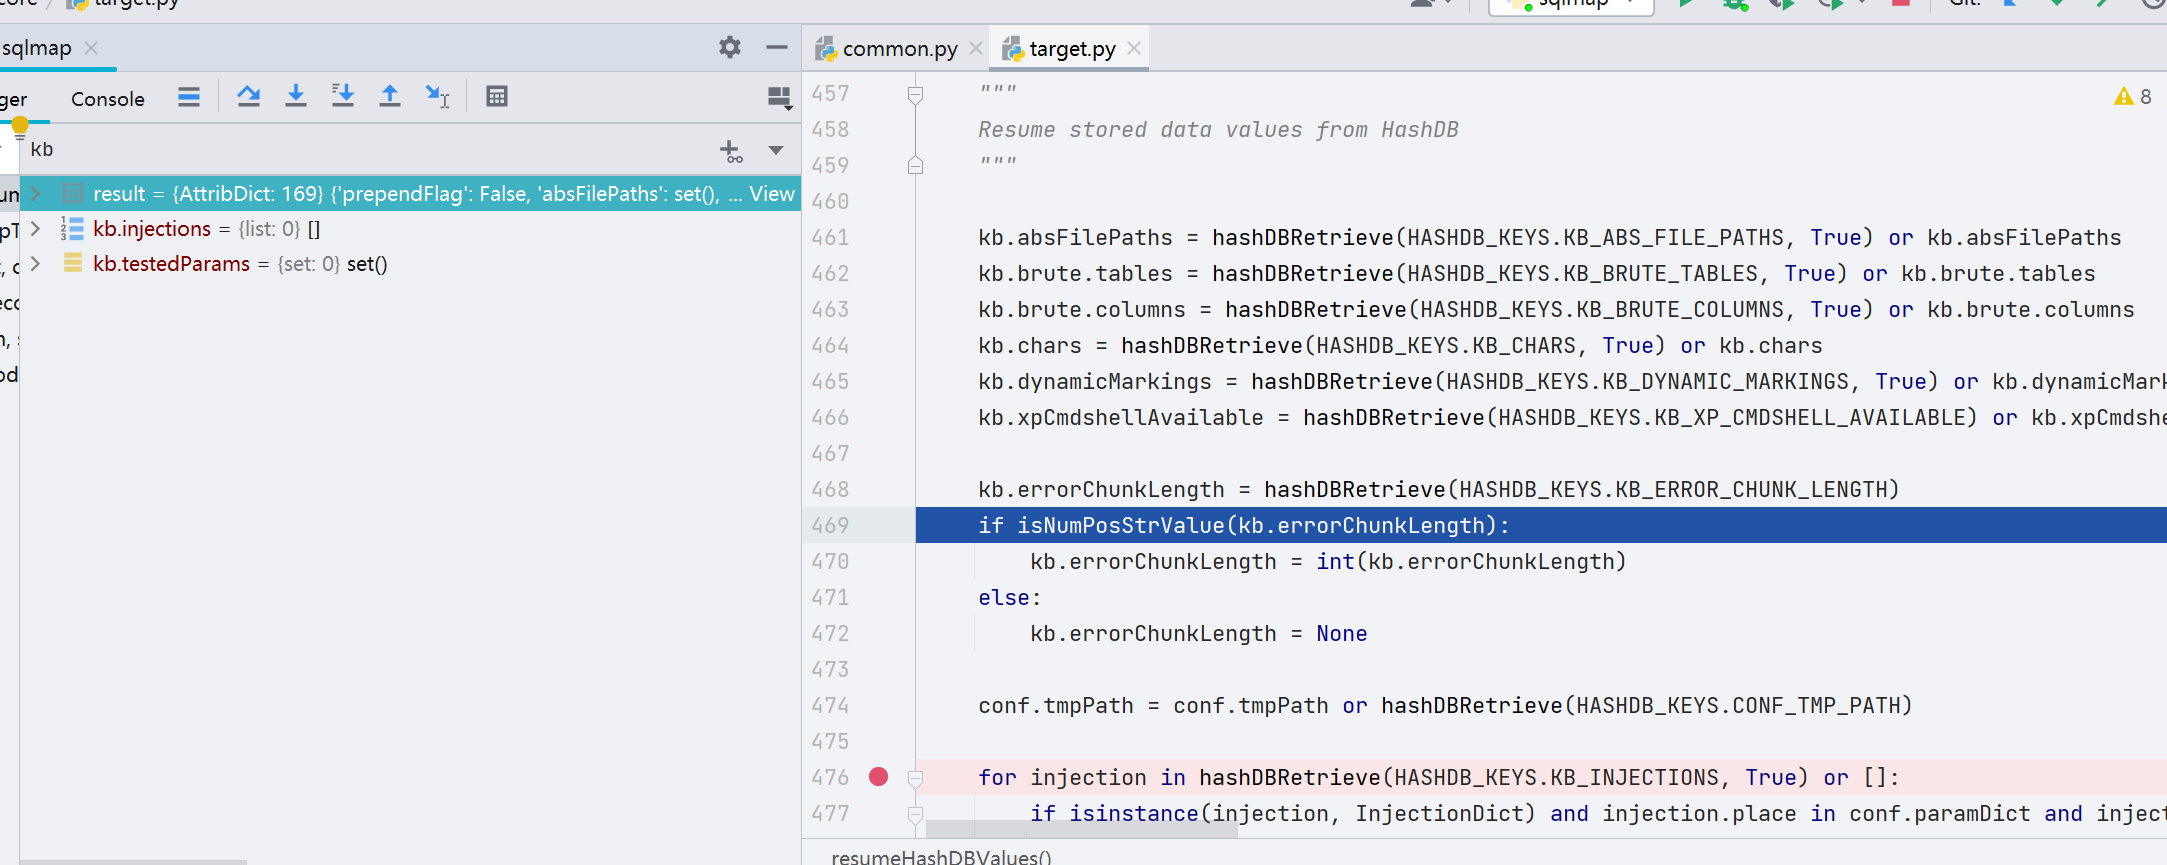 target.py
sqlmap
Git:
sqlmap
common.py
target.py
Console
kb
result = {AttribDict: 169} {'prependFlag': False, 'absFilePaths': set(), ... View
kb.injections = {list: 0} []
kb.testedParams = {set: 0} set()
8
457 """
458 Resume stored data values from HashDB
459 """
460
461 kb.absFilePaths = hashDBRetrieve(HASHDB_KEYS.KB_ABS_FILE_PATHS, True) or kb.absFilePaths
462 kb.brute.tables = hashDBRetrieve(HASHDB_KEYS.KB_BRUTE_TABLES, True) or kb.brute.tables
463 kb.brute.columns = hashDBRetrieve(HASHDB_KEYS.KB_BRUTE_COLUMNS, True) or kb.brute.columns
464 kb.chars = hashDBRetrieve(HASHDB_KEYS.KB_CHARS, True) or kb.chars
465 kb.dynamicMarkings = hashDBRetrieve(HASHDB_KEYS.KB_DYNAMIC_MARKINGS, True) or kb.dynamicMark
466 kb.xpCmdshellAvailable = hashDBRetrieve(HASHDB_KEYS.KB_XP_CMDSHELL_AVAILABLE) or kb.xpCmdshe
467
468 kb.errorChunkLength = hashDBRetrieve(HASHDB_KEYS.KB_ERROR_CHUNK_LENGTH)
469 if isNumPosStrValue(kb.errorChunkLength):
470 kb.errorChunkLength = int(kb.errorChunkLength)
471 else:
472 kb.errorChunkLength = None
473
474 conf.tmpPath = conf.tmpPath or hashDBRetrieve(HASHDB_KEYS.CONF_TMP_PATH)
475
476 for injection in hashDBRetrieve(HASHDB_KEYS.KB_INJECTIONS, True) or []:
477 if isinstance(injection, InjectionDict) and injection.place in conf.paramDict and inject
resumeHashDBValues()